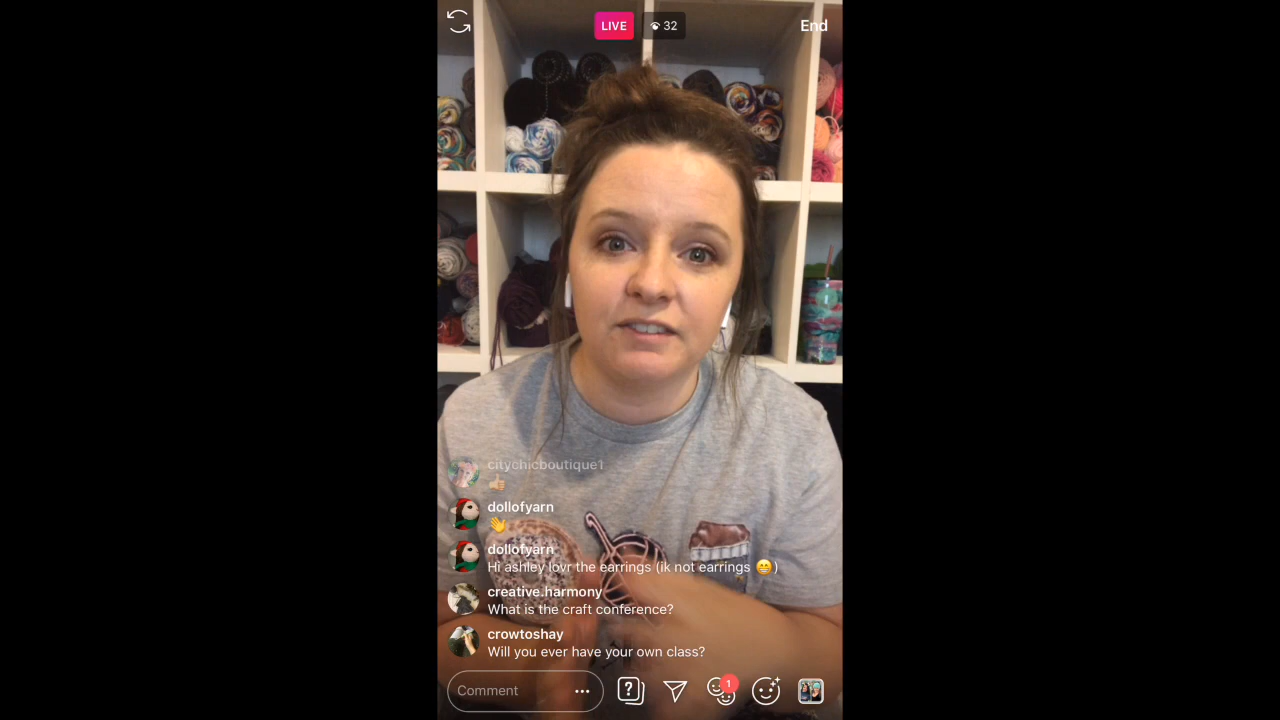 LIVE
32
End
citychicboutique1
👍🏼
dollofyarn
👋
dollofyarn
Hi ashley lovr the earrings (ik not earrings 😁)
creative.harmony
What is the craft conference?
crowtoshay
Will you ever have your own class?
Comment
1